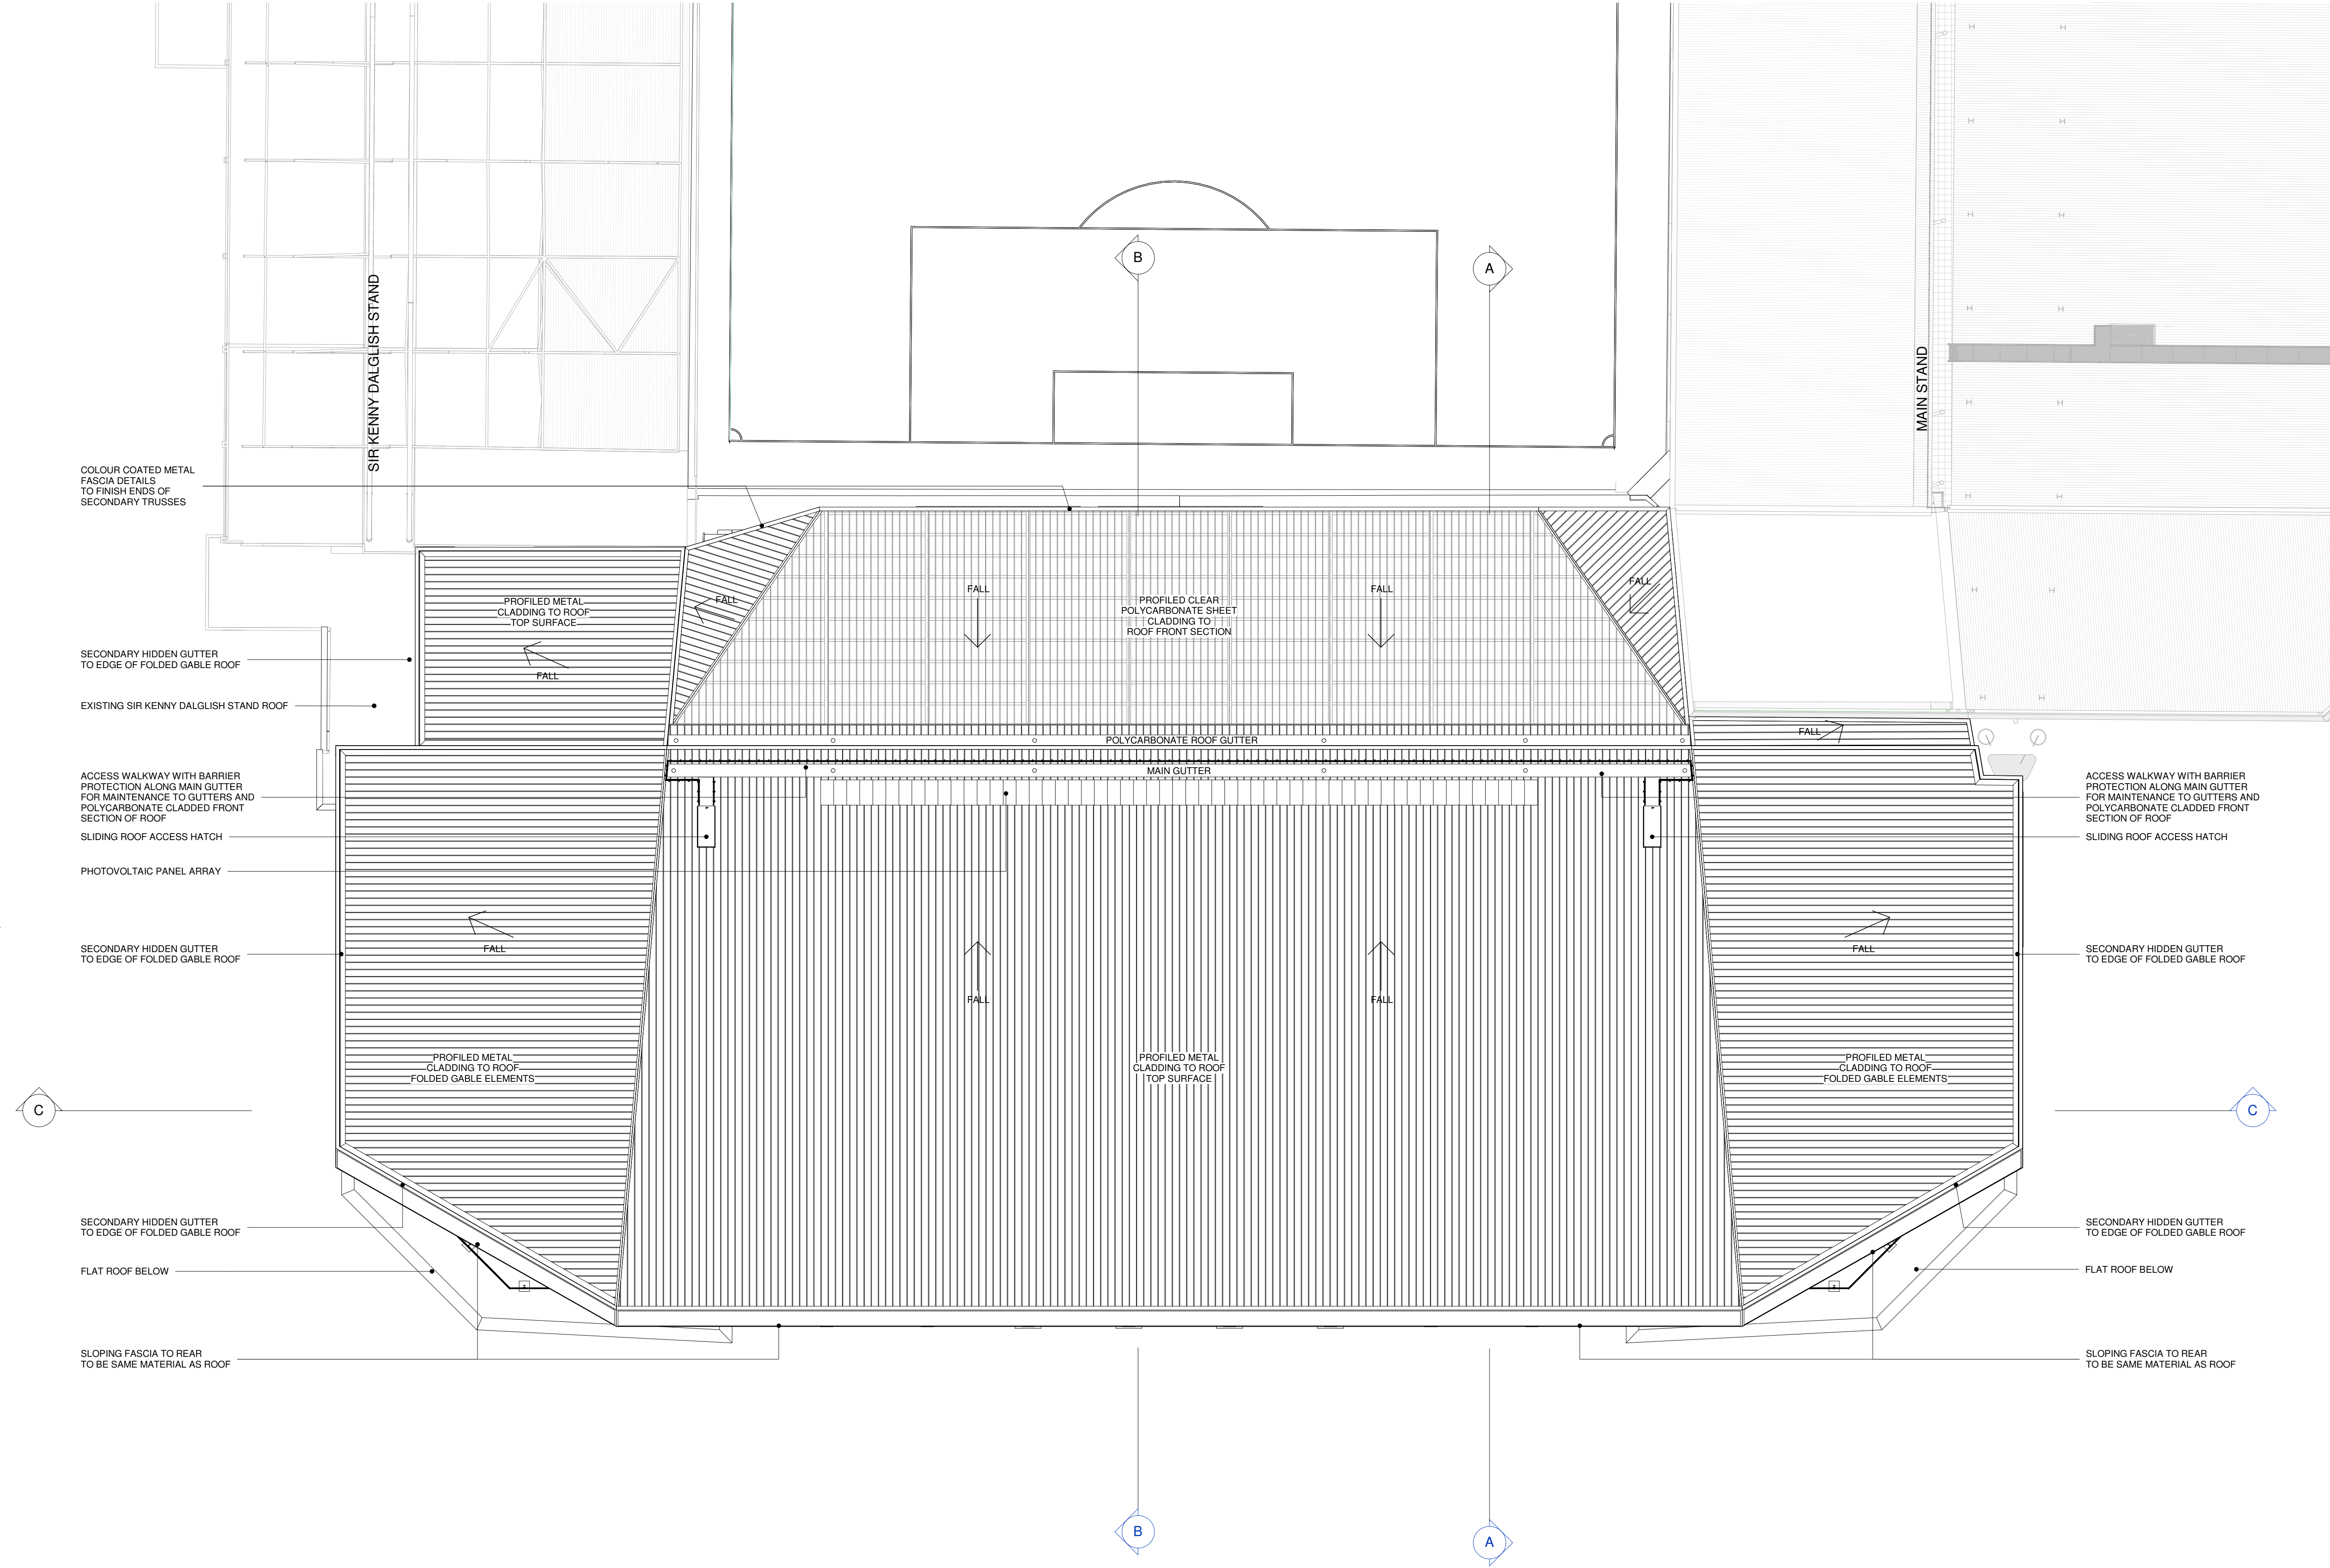 B
A
SIR KENNY DALGLISH STAND
MAIN STAND
COLOUR COATED METAL
FASCIA DETAILS
TO FINISH ENDS OF
SECONDARY TRUSSES
FALL
FALL
FALL
FALL
PROFILED METAL
CLADDING TO ROOF
TOP SURFACE
PROFILED CLEAR
POLYCARBONATE SHEET
CLADDING TO
ROOF FRONT SECTION
SECONDARY HIDDEN GUTTER
TO EDGE OF FOLDED GABLE ROOF
FALL
EXISTING SIR KENNY DALGLISH STAND ROOF
FALL
POLYCARBONATE ROOF GUTTER
MAIN GUTTER
ACCESS WALKWAY WITH BARRIER
PROTECTION ALONG MAIN GUTTER
FOR MAINTENANCE TO GUTTERS AND
POLYCARBONATE CLADDED FRONT
SECTION OF ROOF
ACCESS WALKWAY WITH BARRIER
PROTECTION ALONG MAIN GUTTER
FOR MAINTENANCE TO GUTTERS AND
POLYCARBONATE CLADDED FRONT
SECTION OF ROOF
SLIDING ROOF ACCESS HATCH
SLIDING ROOF ACCESS HATCH
PHOTOVOLTAIC PANEL ARRAY
SECONDARY HIDDEN GUTTER
TO EDGE OF FOLDED GABLE ROOF
FALL
FALL
SECONDARY HIDDEN GUTTER
TO EDGE OF FOLDED GABLE ROOF
FALL
FALL
PROFILED METAL
CLADDING TO ROOF
FOLDED GABLE ELEMENTS
PROFILED METAL
CLADDING TO ROOF
TOP SURFACE
PROFILED METAL
CLADDING TO ROOF
FOLDED GABLE ELEMENTS
C
C
SECONDARY HIDDEN GUTTER
TO EDGE OF FOLDED GABLE ROOF
SECONDARY HIDDEN GUTTER
TO EDGE OF FOLDED GABLE ROOF
FLAT ROOF BELOW
FLAT ROOF BELOW
SLOPING FASCIA TO REAR
TO BE SAME MATERIAL AS ROOF
SLOPING FASCIA TO REAR
TO BE SAME MATERIAL AS ROOF
B
A